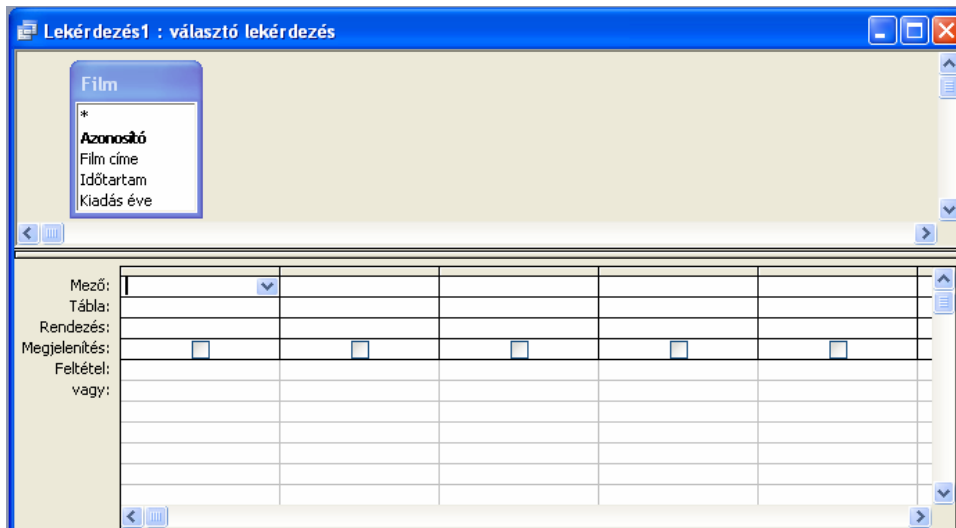 Lekérdezés1 : választó lekérdezés
Film
*
Azonosító
Film címe
Időtartam
Kiadás éve
Mező:
Tábla:
Rendezés:
Megjelenítés:
Feltétel:
vagy: